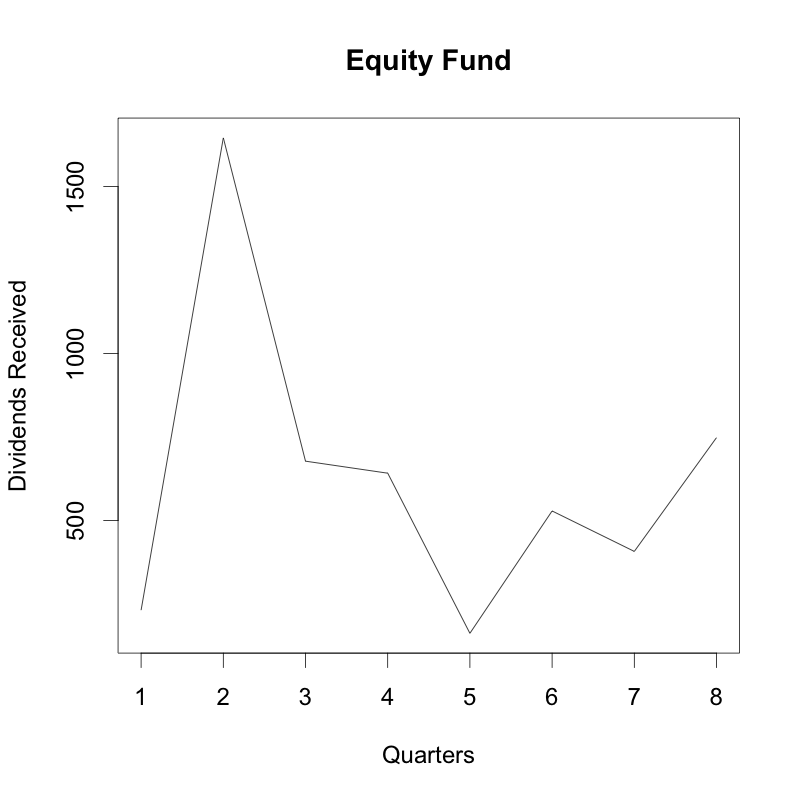 Equity Fund
Dividends Received
1500
1000
500
1 2 3 4 5 6 7 8
Quarters